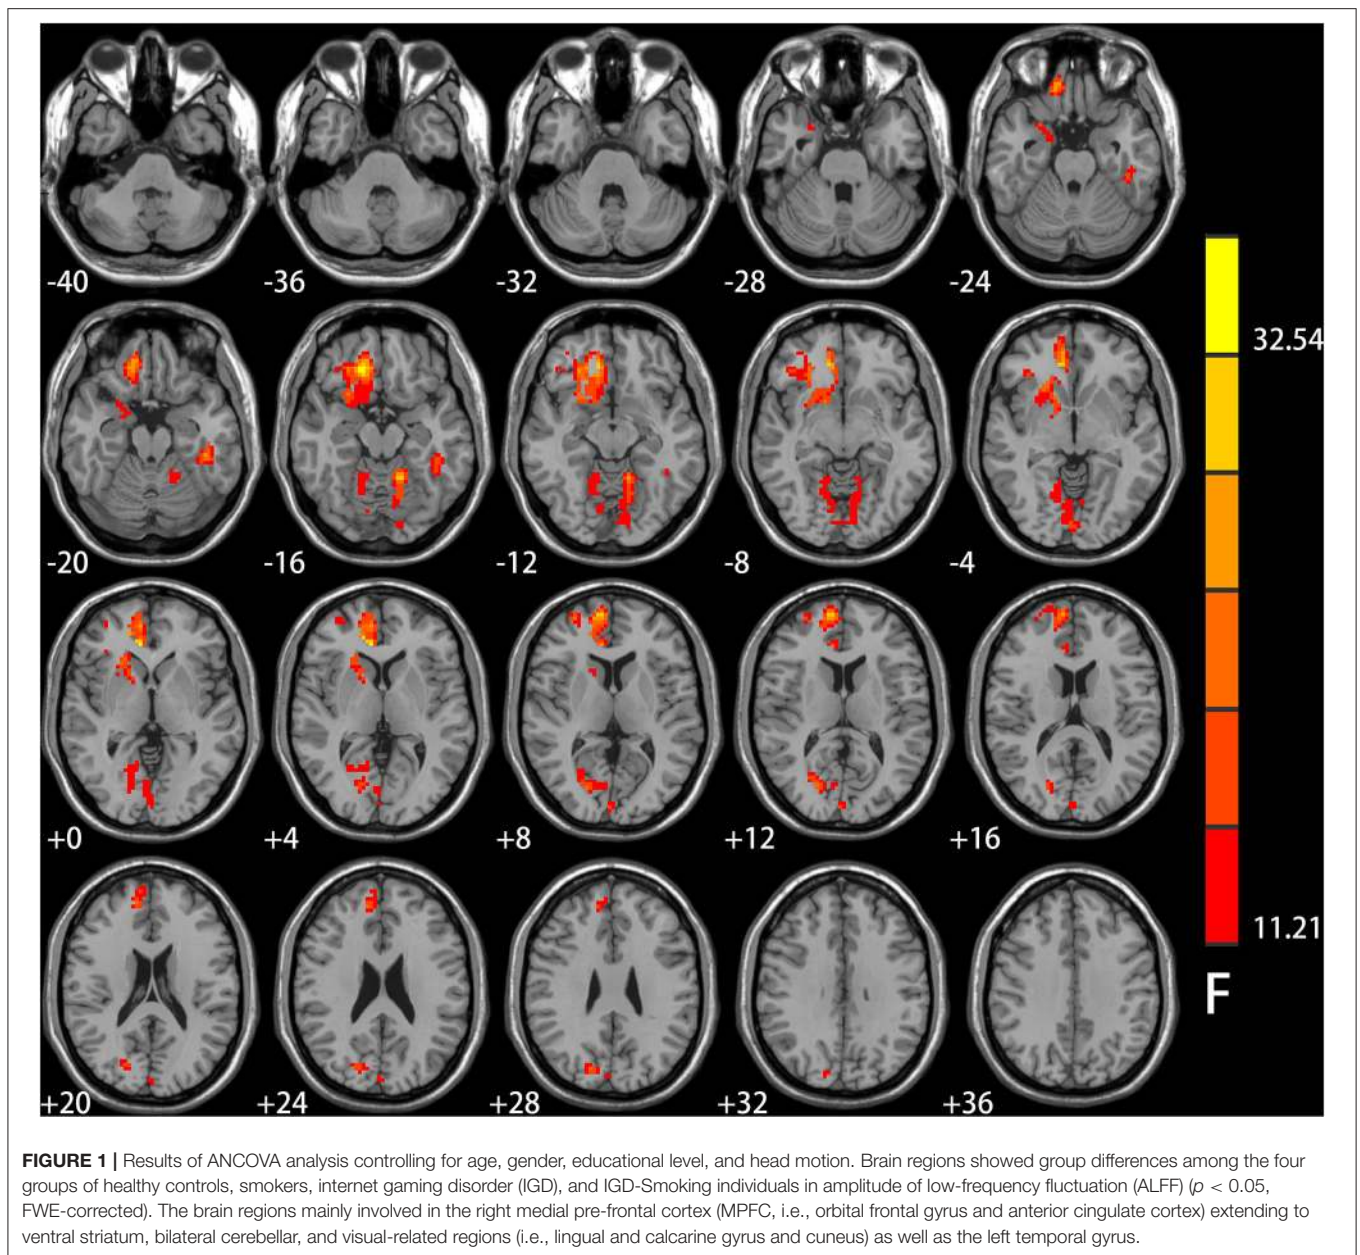 -40 -36 -32 -28 -24
32.54
-20 -16 -12 -8 -4
+0 +4 +8 +12 +16
11.21
F
+20 +24 +28 +32 +36
FIGURE 1 | Results of ANCOVA analysis controlling for age, gender, educational level, and head motion. Brain regions showed group differences among the four
groups of healthy controls, smokers, internet gaming disorder (IGD), and IGD-Smoking individuals in amplitude of low-frequency fluctuation (ALFF) (p < 0.05,
FWE-corrected). The brain regions mainly involved in the right medial pre-frontal cortex (MPFC, i.e., orbital frontal gyrus and anterior cingulate cortex) extending to
ventral striatum, bilateral cerebellar, and visual-related regions (i.e., lingual and calcarine gyrus and cuneus) as well as the left temporal gyrus.